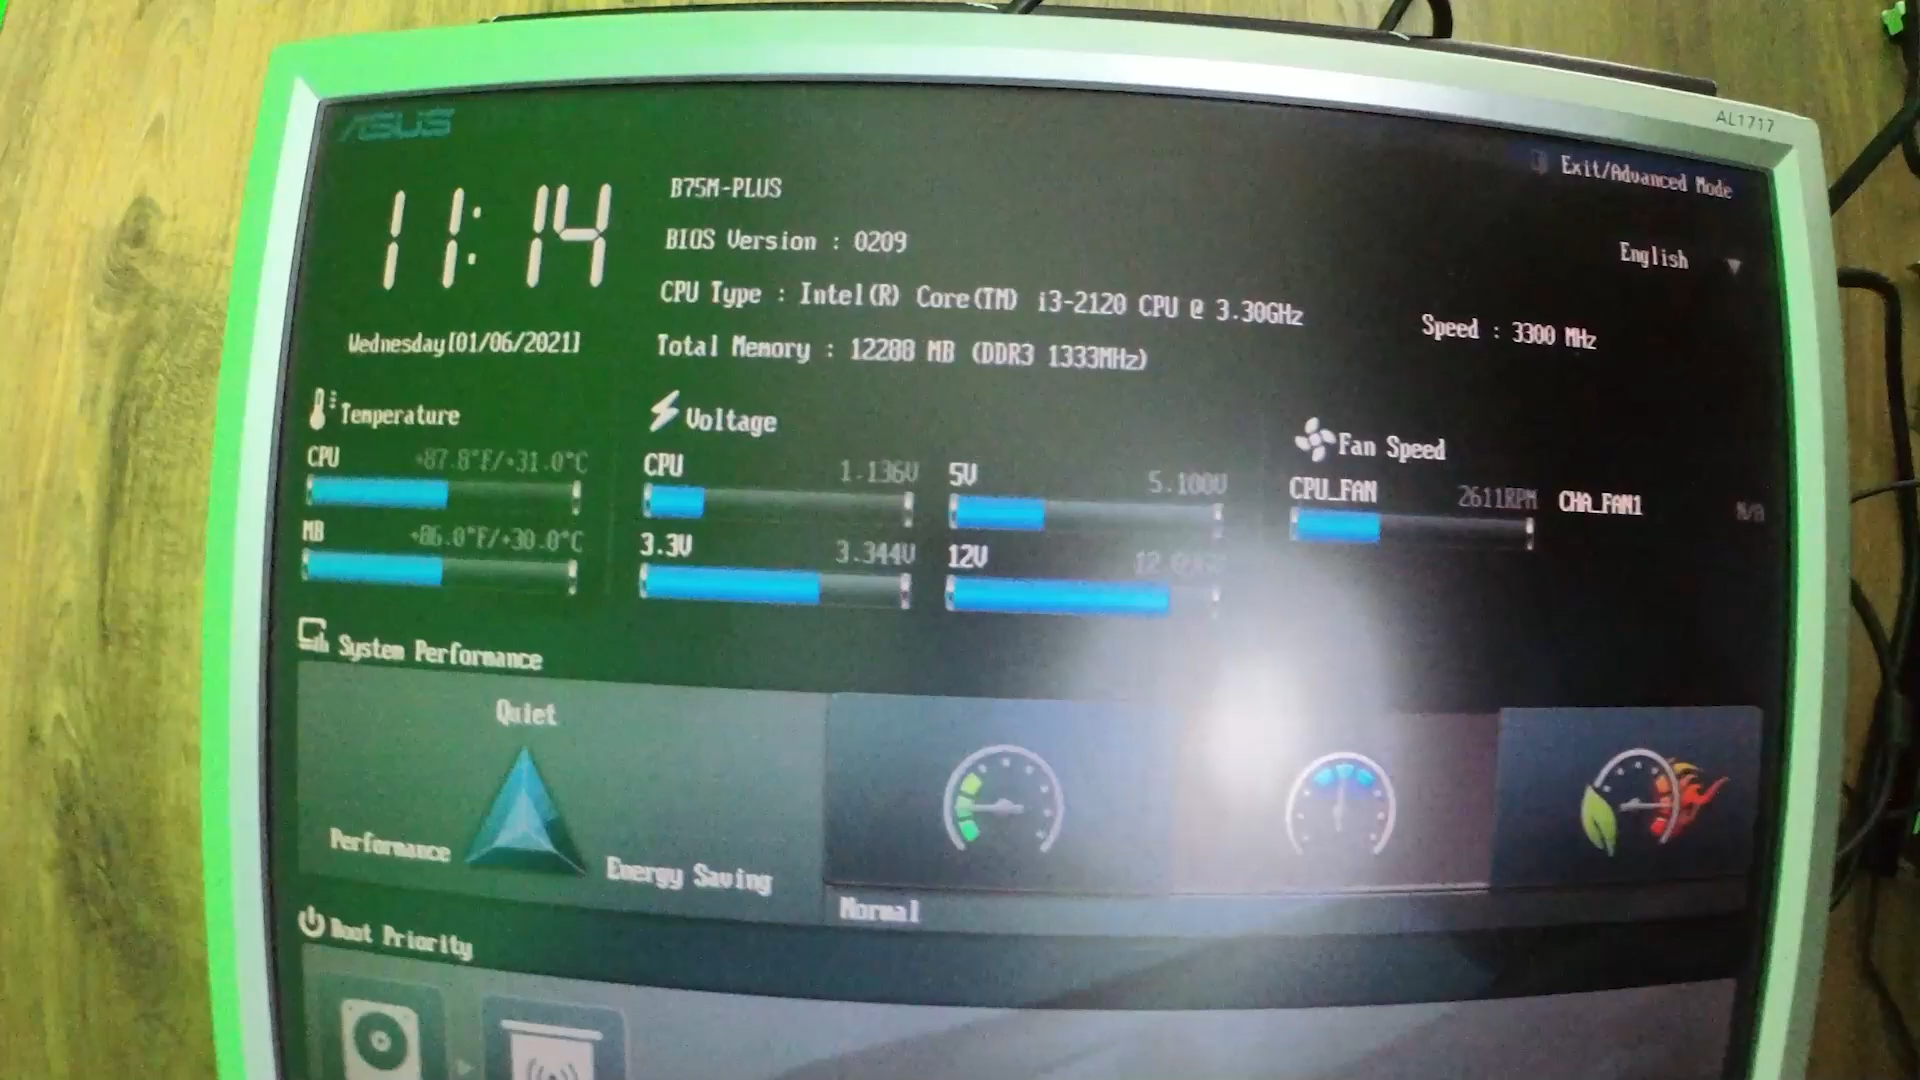 AL1717
ASUS
Exit/Advanced Mode
11:14
B75M-PLUS
BIOS Version : 0209
English
CPU Type : Intel(R) Core(TM) i3-2120 CPU @ 3.30GHz
Speed : 3300 MHz
Wednesday[01/06/2021]
Total Memory : 12288 MB (DDR3 1333MHz)
Temperature
Voltage
Fan Speed
CPU +87.8°F/+31.0°C
CPU 1.136V
5V 5.100V
CPU_FAN 2611RPM
CHA_FAN1 N/A
MB +86.0°F/+30.0°C
3.3V 3.344V
12V
System Performance
Quiet
Performance
Energy Saving
Normal
Boot Priority